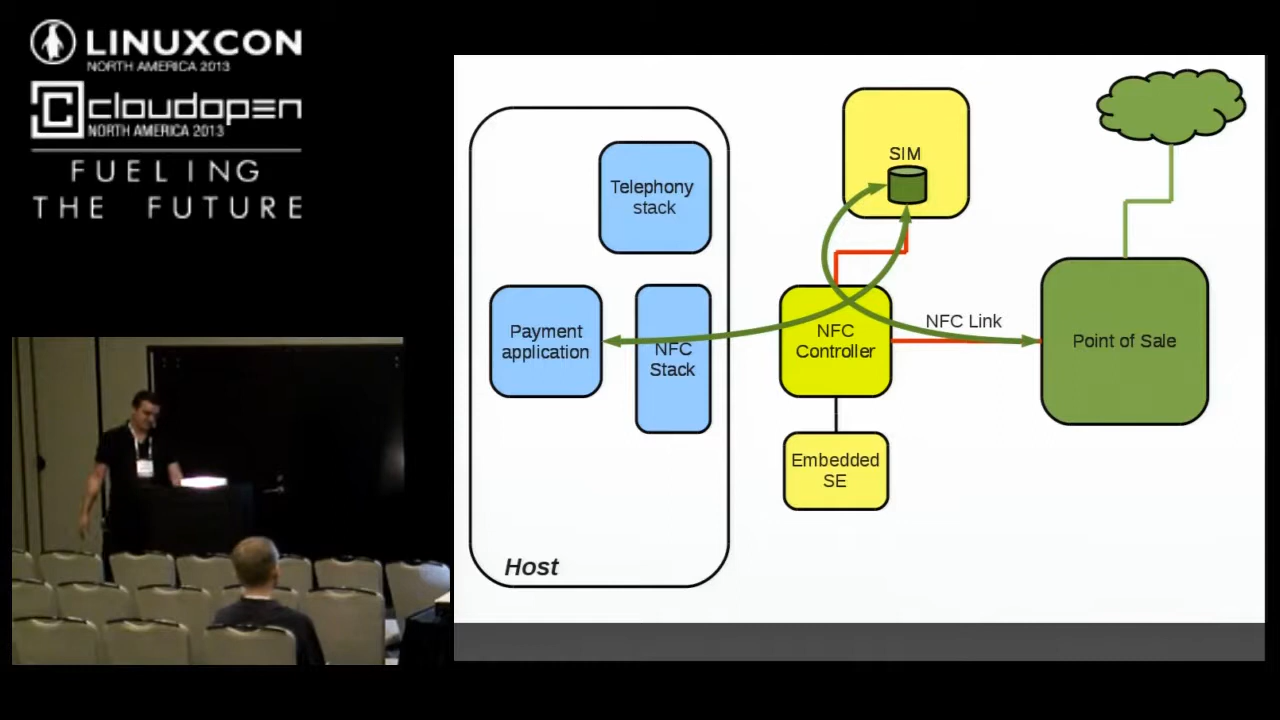 LINUXCON
NORTH AMERICA 2013
cloudopen
NORTH AMERICA 2013
FUELING
THE FUTURE
SIM
Telephony
stack
Payment
application
NFC
Stack
NFC
Controller
NFC Link
Point of Sale
Embedded
SE
Host